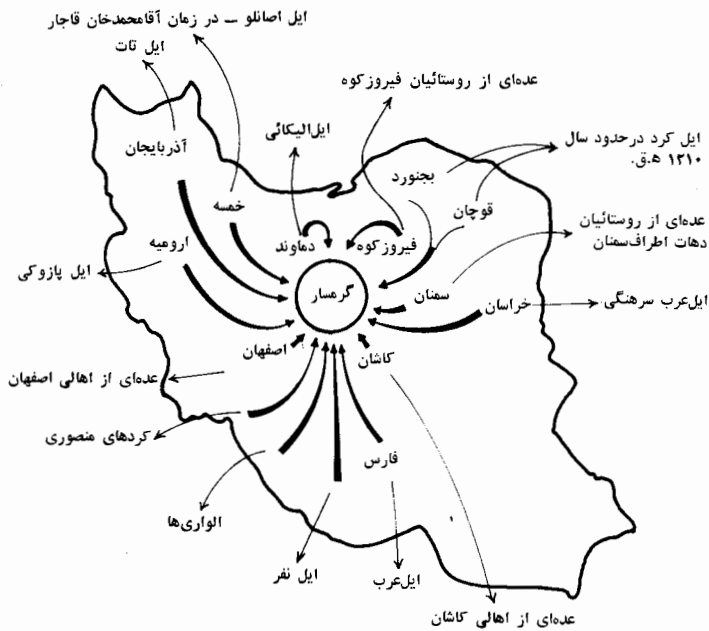 ایل اصانلو – در زمان آقامحمدخان قاجار
ایل تات
عده‌ای از روستائیان فیروزکوه
ایل‌الیکائی
ایل کرد درحدود سال
۱۲۱۰ ه‍.ق.
آذربایجان
بجنورد
خمسه
قوچان
عده‌ای از روستائیان
دهات اطراف‌سمنان
ارومیه
دماوند
فیروزکوه
ایل پازوکی
گرمسار
سمنان
خراسان
ایل‌عرب سرهنگی
اصفهان
کاشان
عده‌ای از اهالی اصفهان
کردهای منصوری
فارس
الواری‌ها
ایل نفر
ایل‌عرب
عده‌ای از اهالی کاشان